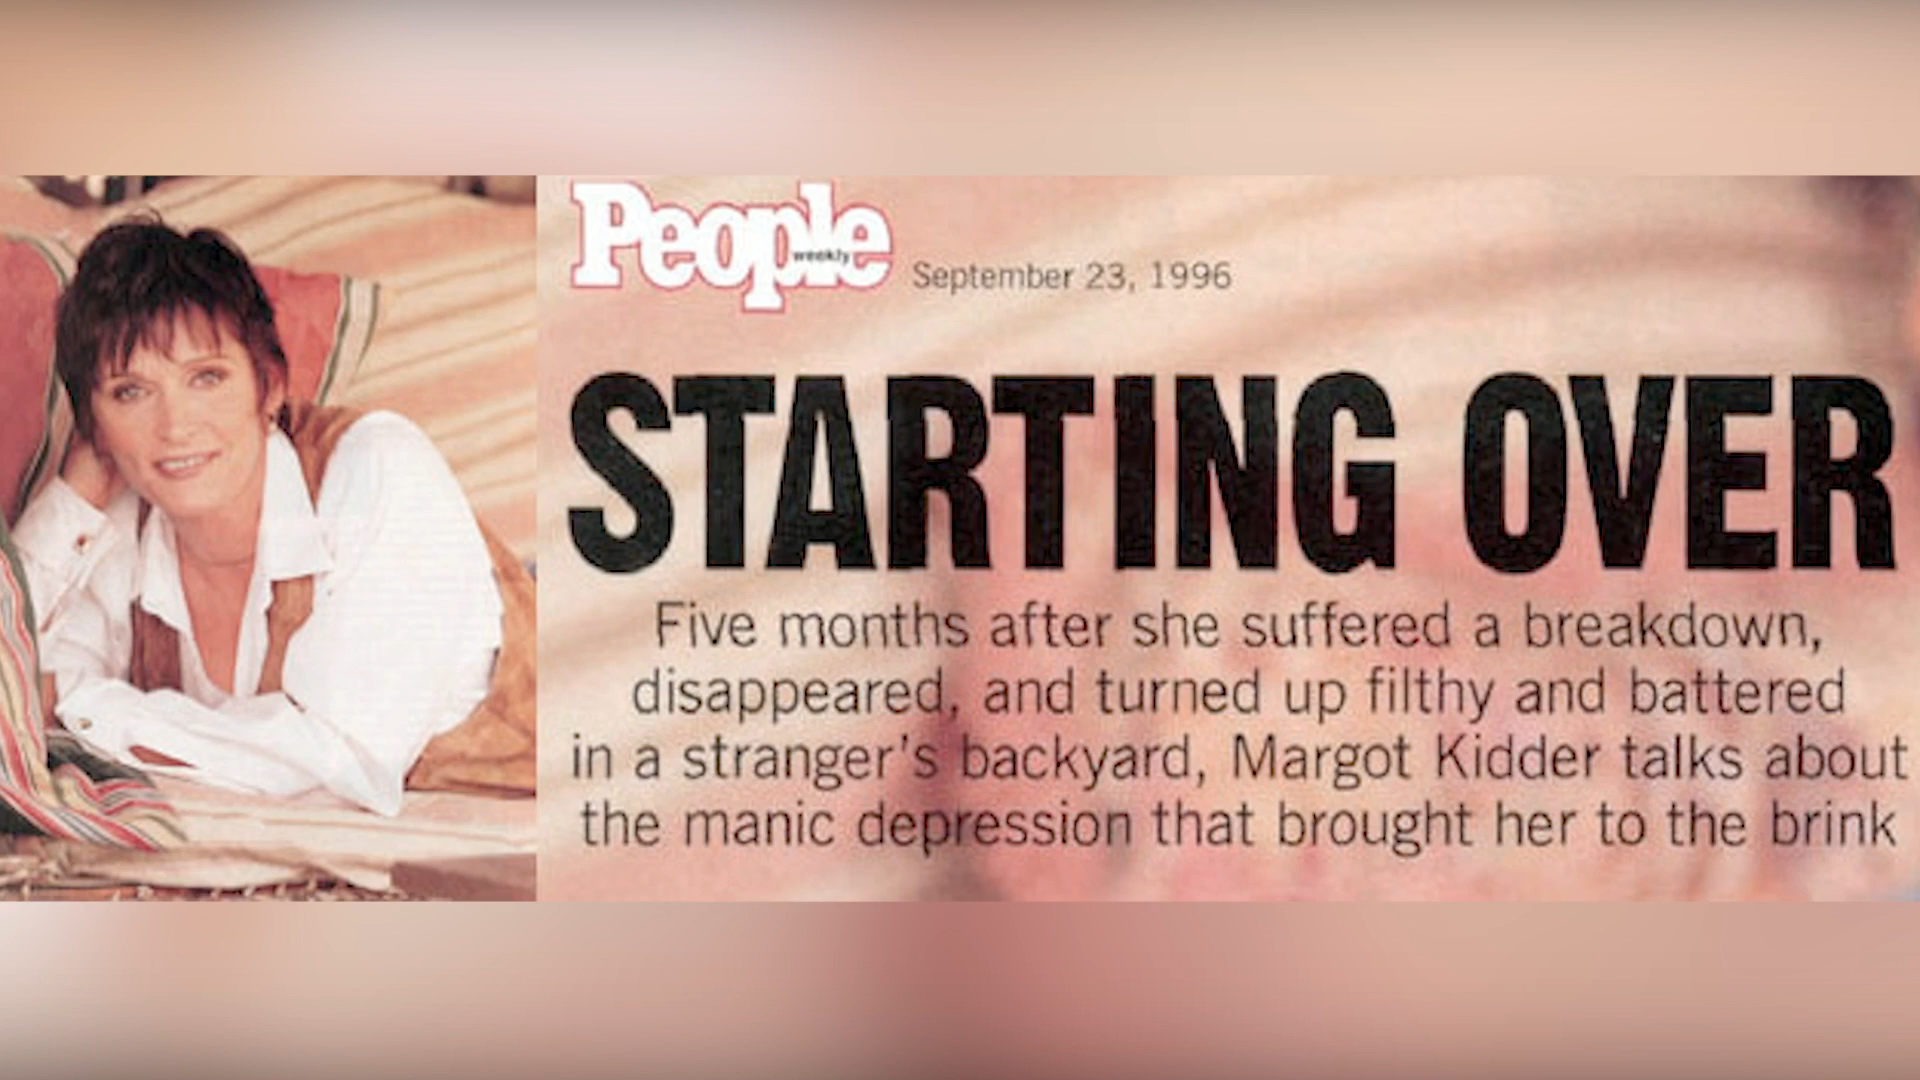 People
weekly
September 23, 1996
STARTING OVER
Five months after she suffered a breakdown,
disappeared, and turned up filthy and battered
in a stranger's backyard, Margot Kidder talks about
the manic depression that brought her to the brink